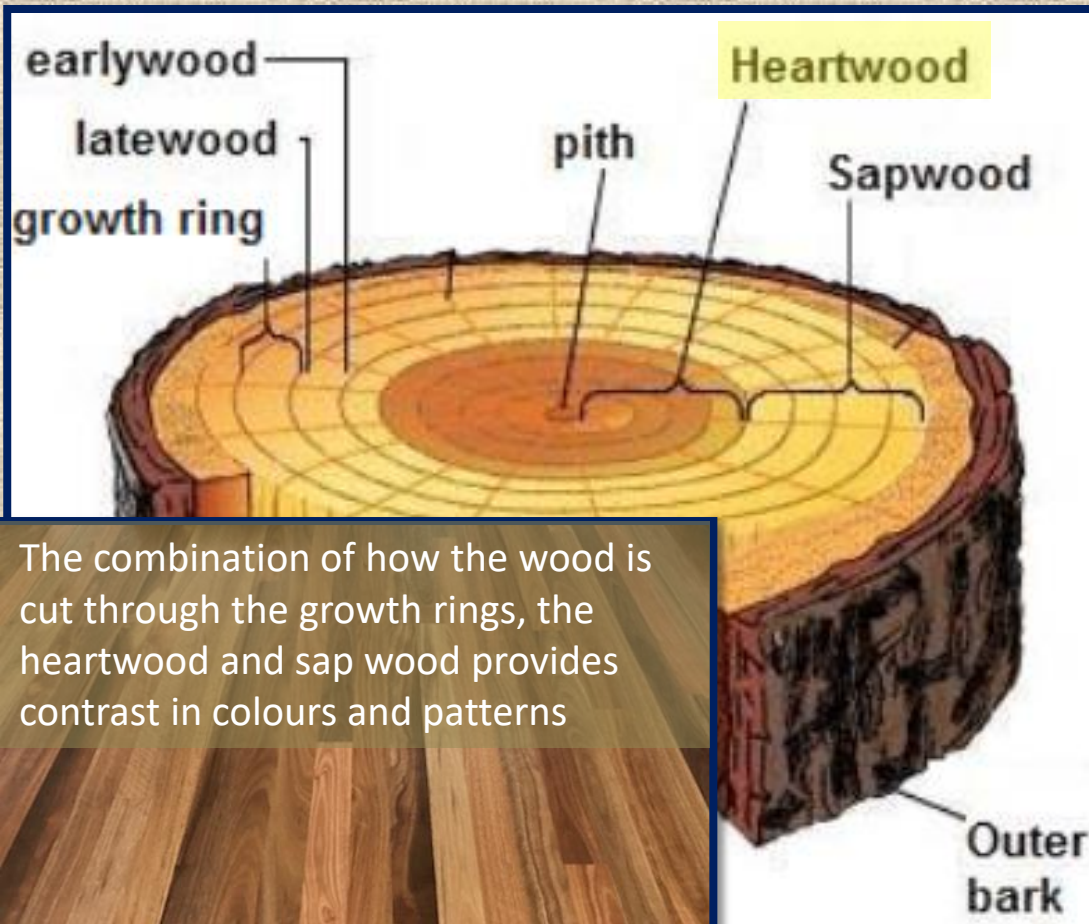 earlywood
Heartwood
latewood
pith
Sapwood
growth ring
The combination of how the wood is
cut through the growth rings, the
heartwood and sap wood provides
contrast in colours and patterns
Outer
bark